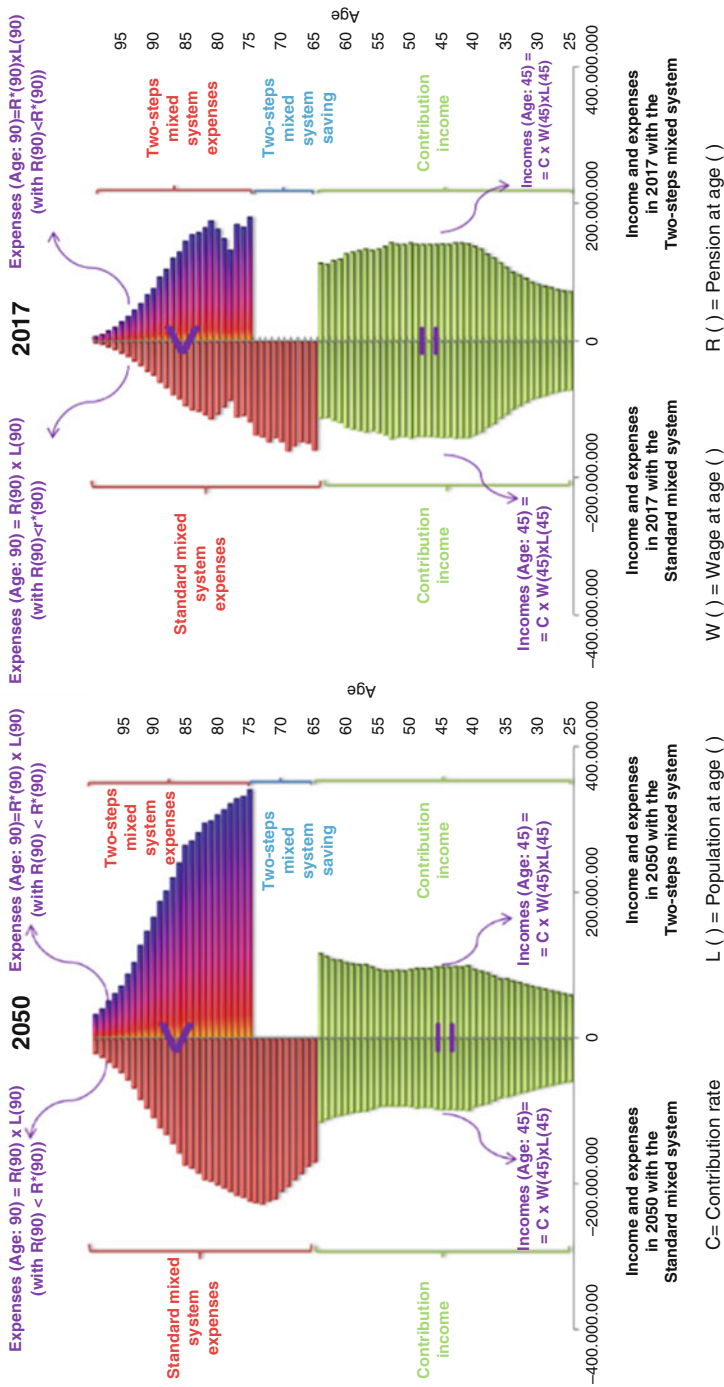 Expenses (Age: 90) = R(90) x L(90)
(with R(90) < R*(90))
2050
Expenses (Age: 90)=R*(90) x L(90)
(with R(90) < R*(90))
Standard mixed
system
expenses
Two-steps
mixed
system
expenses
Two-steps
mixed
system
saving
Contribution
income
Contribution
income
Incomes (Age: 45)=
= C x W(45)xL(45)
Incomes (Age: 45) =
= C x W(45)xL(45)
95
90
85
80
75
70
65
60
55
50
45
40
35
30
25
Age
−400.000.000
−200.000.000
0
200.000.000
400.000.000
Income and expenses
in 2050 with the
Standard mixed system
Income and expenses
in 2050 with the
Two-steps mixed system
Expenses (Age: 90) = R(90) x L(90)
(with R(90)<r*(90))
2017
Expenses (Age: 90)=R*(90)xL(90)
(with R(90)<R*(90))
Standard mixed
system
expenses
Two-steps
mixed
system
expenses
Two-steps
mixed
system
saving
Contribution
income
Contribution
income
Incomes (Age: 45) =
= C x W(45)xL(45)
Incomes (Age: 45) =
= C x W(45)xL(45)
95
90
85
80
75
70
65
60
55
50
45
40
35
30
25
Age
−400.000.000
−200.000.000
0
200.000.000
400.000.000
Income and expenses
in 2017 with the
Standard mixed system
Income and expenses
in 2017 with the
Two-steps mixed system
C= Contribution rate
L ( ) = Population at age ( )
W ( ) = Wage at age ( )
R ( ) = Pension at age ( )